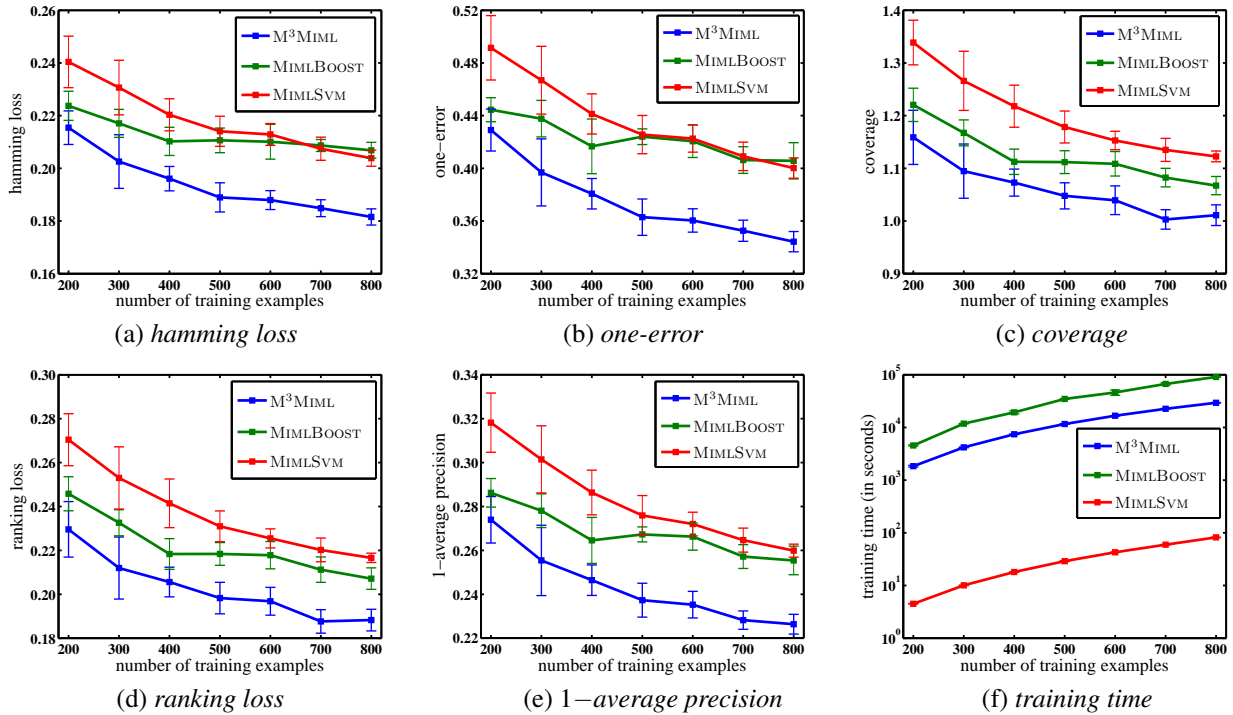 0.26
0.24
0.22
0.20
0.18
0.16
hamming loss
M³MIML
MIMLBOOST
MIMLSVM
200 300 400 500 600 700 800
number of training examples
(a) hamming loss
0.52
0.48
0.44
0.40
0.36
0.32
one−error
M³MIML
MIMLBOOST
MIMLSVM
200 300 400 500 600 700 800
number of training examples
(b) one-error
1.4
1.3
1.2
1.1
1.0
0.9
coverage
M³MIML
MIMLBOOST
MIMLSVM
200 300 400 500 600 700 800
number of training examples
(c) coverage
0.30
0.28
0.26
0.24
0.22
0.20
0.18
ranking loss
M³MIML
MIMLBOOST
MIMLSVM
200 300 400 500 600 700 800
number of training examples
(d) ranking loss
0.34
0.32
0.30
0.28
0.26
0.24
0.22
1−average precision
M³MIML
MIMLBOOST
MIMLSVM
200 300 400 500 600 700 800
number of training examples
(e) 1−average precision
10⁵
10⁴
10³
10²
10¹
10⁰
training time (in seconds)
M³MIML
MIMLBOOST
MIMLSVM
200 300 400 500 600 700 800
number of training examples
(f) training time